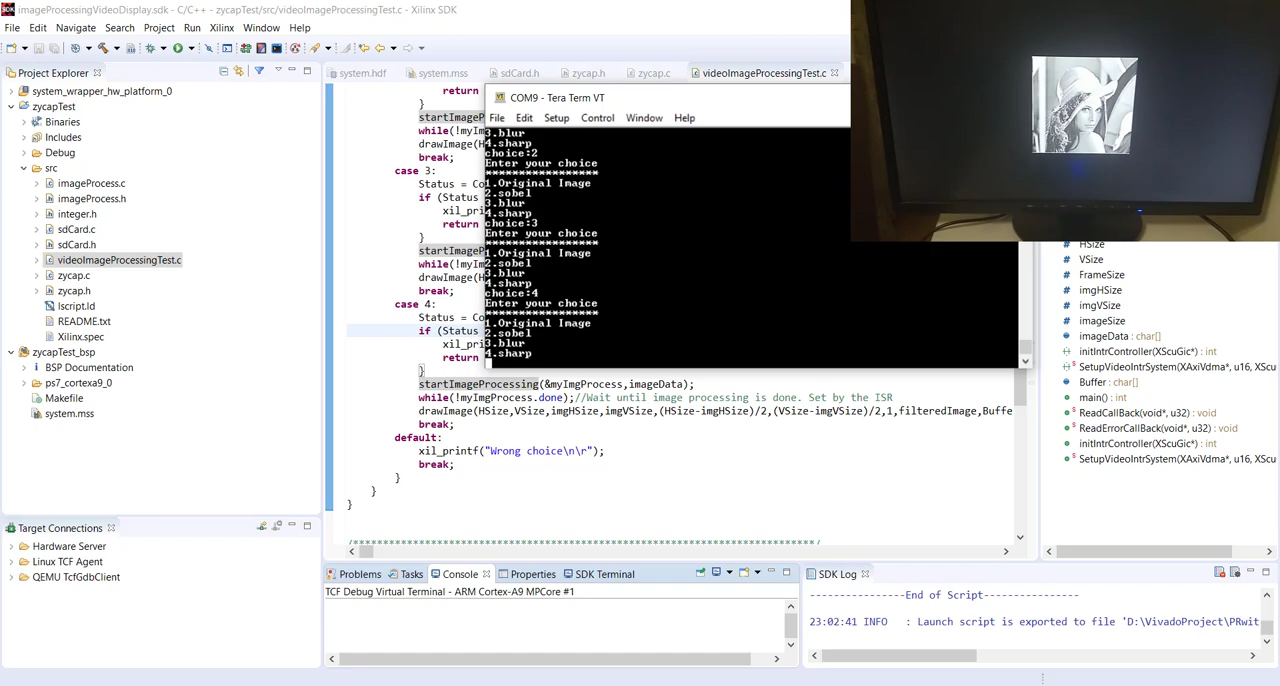 imageProcessingVideoDisplay.sdk - C/C++ - zycapTest/src/videoImageProcessingTest.c - Xilinx SDK
File Edit Navigate Search Project Run Xilinx Window Help
Project Explorer
system_wrapper_hw_platform_0
zycapTest
Binaries
Includes
Debug
src
imageProcess.c
imageProcess.h
integer.h
sdCard.c
sdCard.h
videoImageProcessingTest.c
zycap.c
zycap.h
lscript.ld
README.txt
Xilinx.spec
zycapTest_bsp
BSP Documentation
ps7_cortexa9_0
Makefile
system.mss
Target Connections
Hardware Server
Linux TCF Agent
QEMU TcfGdbClient
system.hdf system.mss sdCard.h zycap.h zycap.c videoImageProcessingTest.c
return
}
startImageP
while(!myIm
drawImage(H
break;
case 3:
Status = Co
if (Status
xil_pri
return
}
startImageP
while(!myIm
drawImage(H
break;
case 4:
Status = Co
if (Status
xil_pri
return
}
startImageProcessing(&myImgProcess,imageData);
while(!myImgProcess.done);//Wait until image processing is done. Set by the ISR
drawImage(HSize,VSize,imgHSize,imgVSize,(HSize-imgHSize)/2,(VSize-imgVSize)/2,1,filteredImage,Buffe
break;
default:
xil_printf("Wrong choice\n\r");
break;
}
}
}
COM9 - Tera Term VT
File Edit Setup Control Window Help
3.blur
4.sharp
choice:2
Enter your choice
******************
1.Original Image
2.sobel
3.blur
4.sharp
choice:3
Enter your choice
******************
1.Original Image
2.sobel
3.blur
4.sharp
choice:4
Enter your choice
******************
1.Original Image
2.sobel
3.blur
4.sharp
HSize
VSize
FrameSize
imgHSize
imgVSize
imageSize
imageData : char[]
initIntrController(XScuGic*) : int
SetupVideoIntrSystem(XAxiVdma*, u16, XScu
Buffer : char[]
main() : int
ReadCallBack(void*, u32) : void
ReadErrorCallBack(void*, u32) : void
initIntrController(XScuGic*) : int
SetupVideoIntrSystem(XAxiVdma*, u16, XScu
Problems Tasks Console Properties SDK Terminal
TCF Debug Virtual Terminal - ARM Cortex-A9 MPCore #1
SDK Log
----------------End of Script----------------
23:02:41 INFO : Launch script is exported to file 'D:\VivadoProject\PRwit